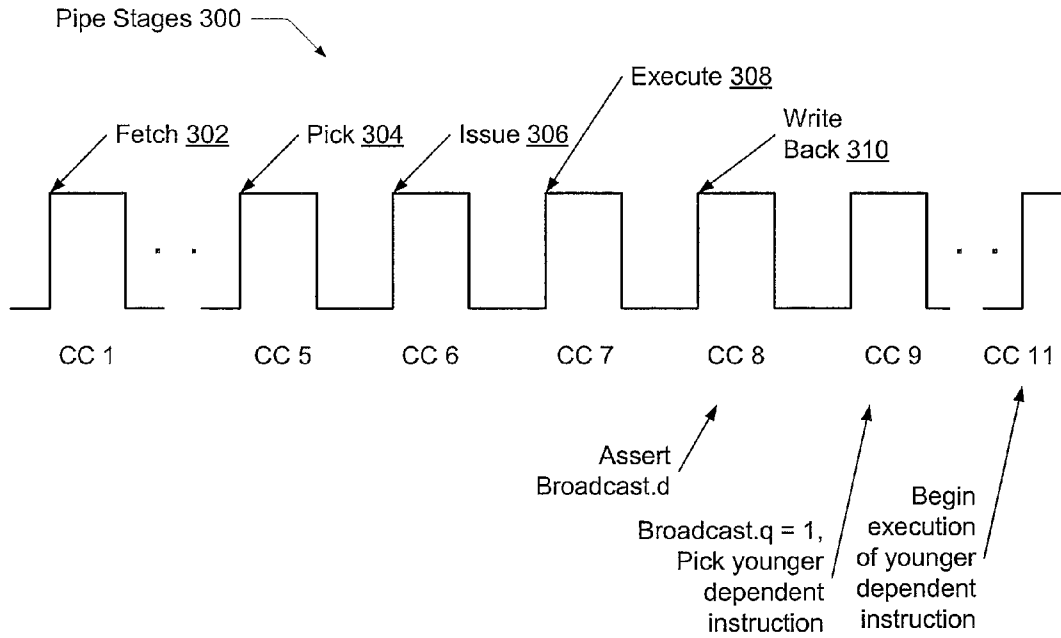 Pipe Stages 300
Execute 308
Fetch 302
Pick 304
Issue 306
Write
Back 310
CC 1
CC 5
CC 6
CC 7
CC 8
CC 9
CC 11
Assert
Broadcast.d
Broadcast.q = 1,
Pick younger
dependent
instruction
Begin
execution
of younger
dependent
instruction